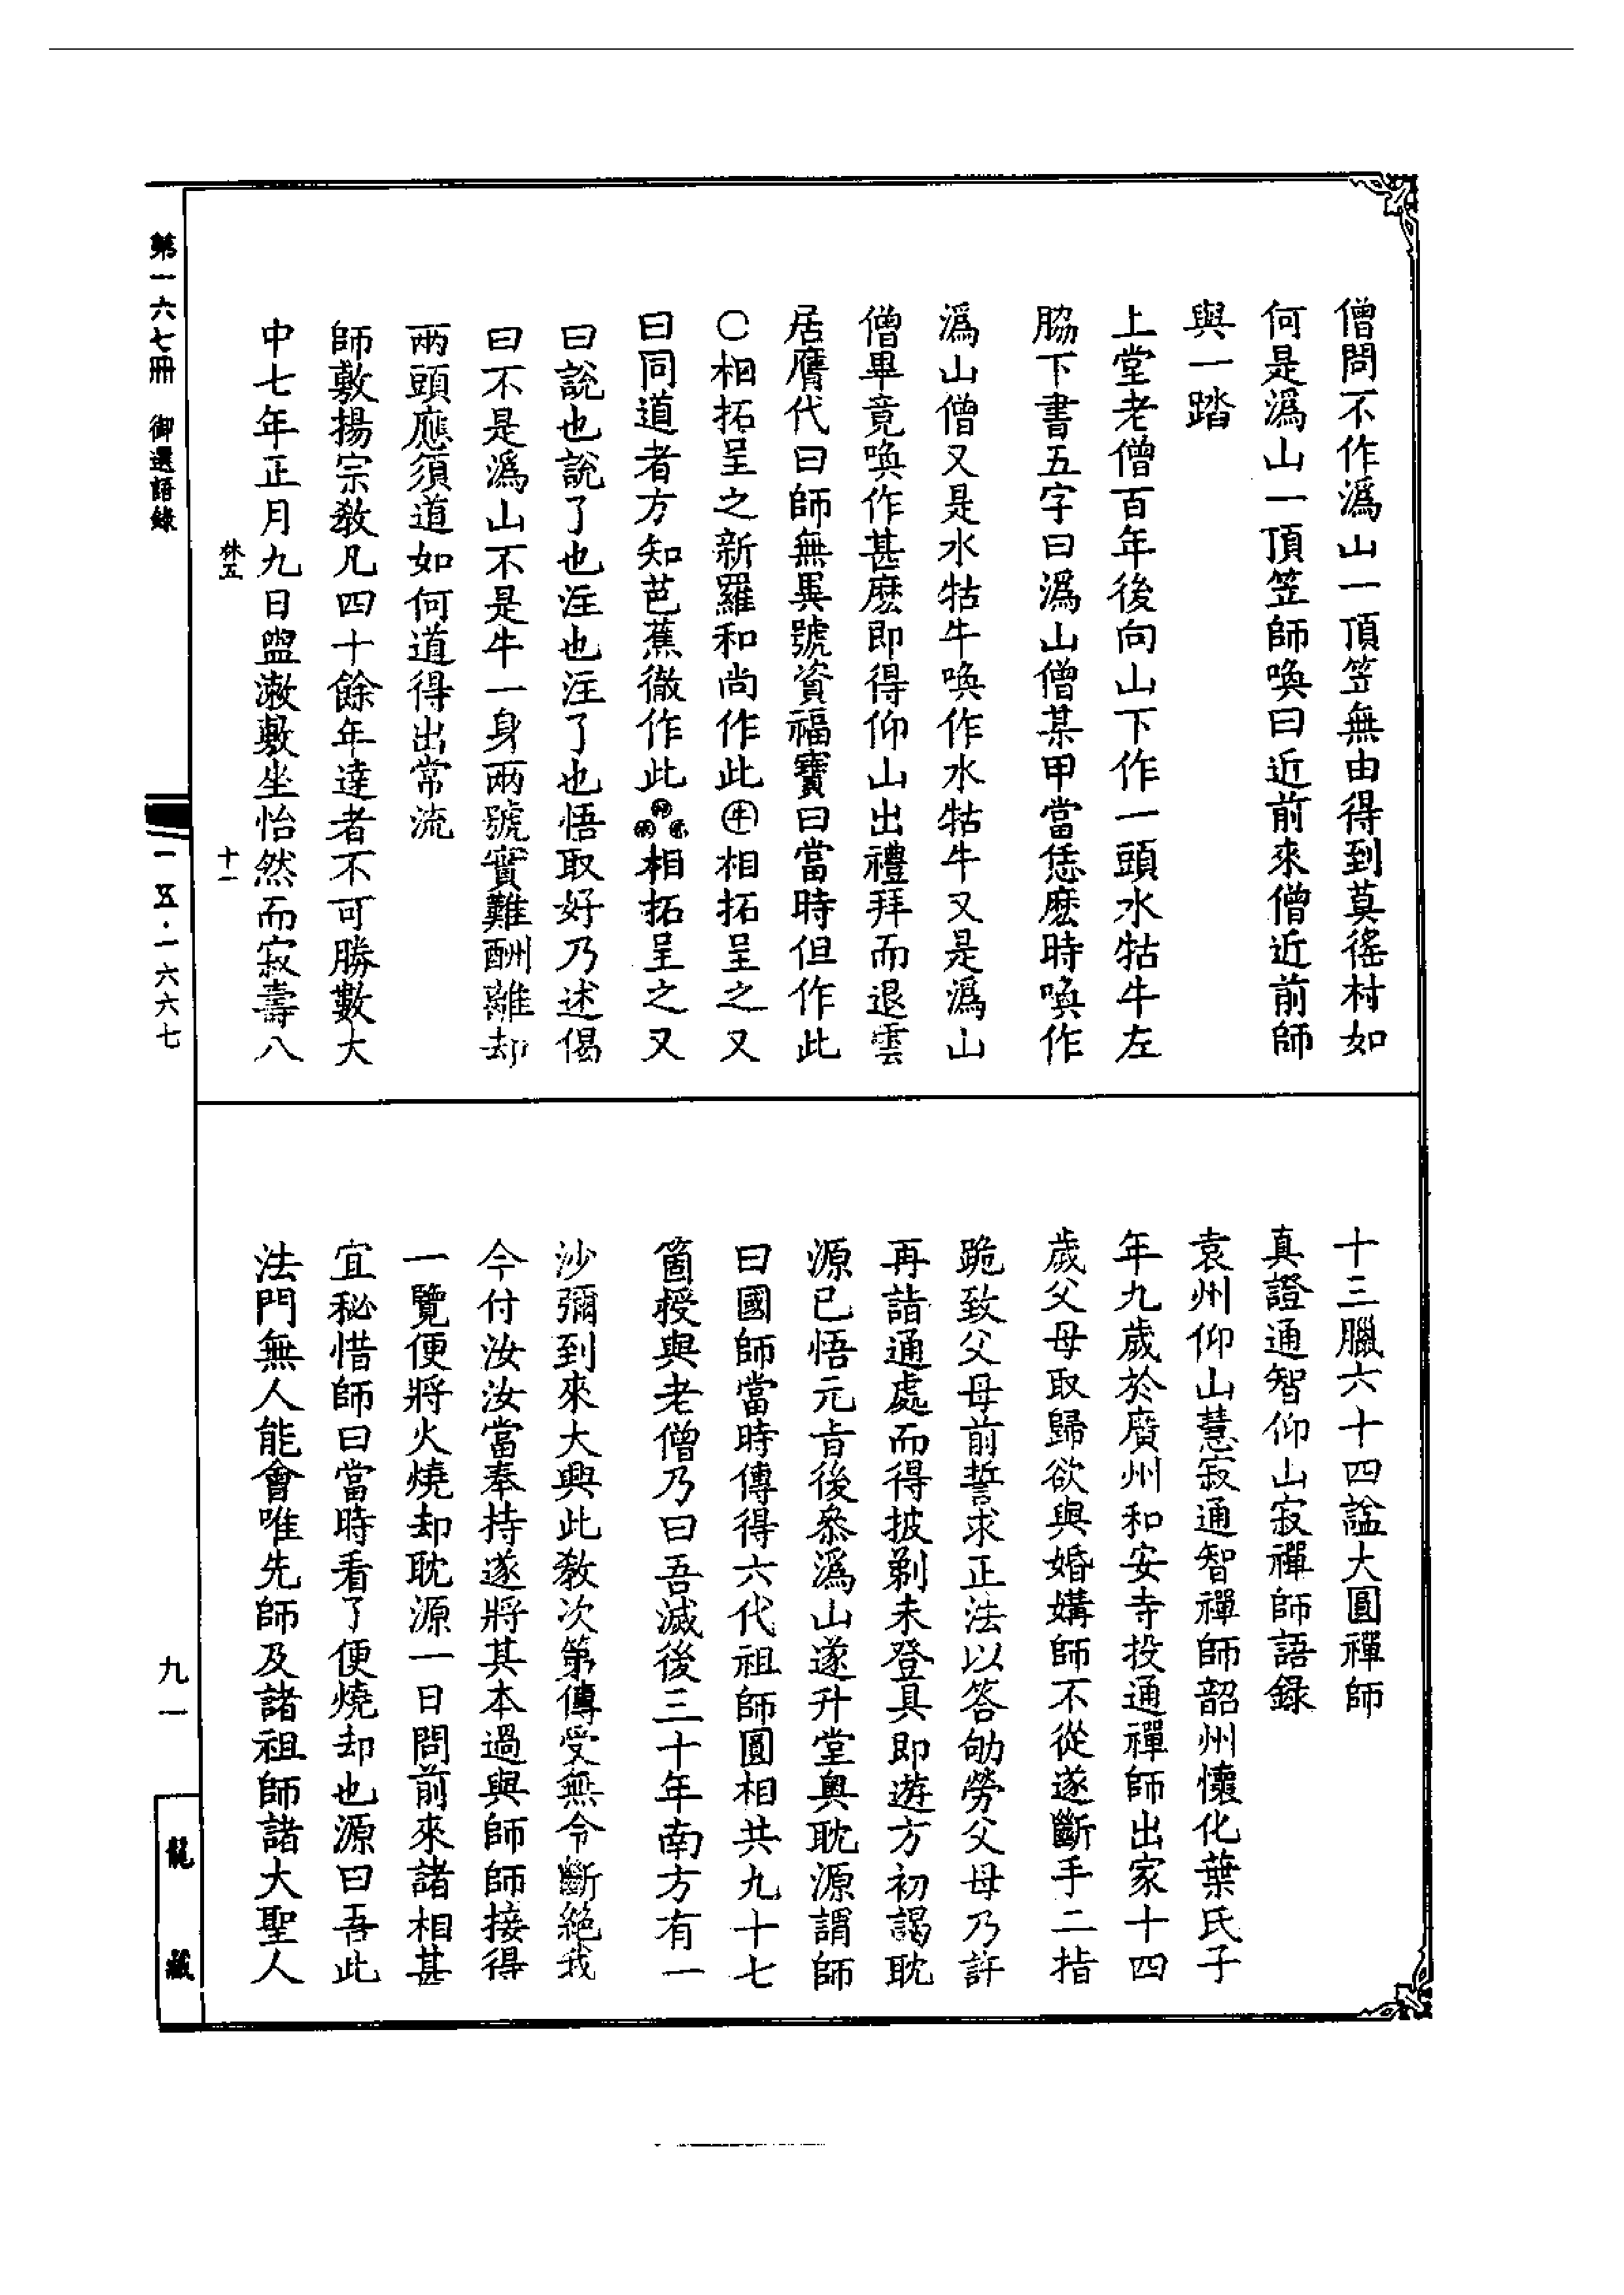 僧問不作溈山一頂笠無由得到莫徭村如
何是溈山一頂笠師喚曰近前來僧近前師
與一踏
上堂老僧百年後向山下作一頭水牯牛左
脇下書五字曰溈山僧某甲當恁麽時喚作
溈山僧又是水牯牛喚作水牯牛又是溈山
僧畢竟喚作甚麽即得仰山出禮拜而退雲
居膺代曰師無異號資福寶曰當時但作此
〇相拓呈之新羅和尚作此㊉相拓呈之又
曰同道者方知芭蕉徹作此相拓呈之又
曰說也說了也注也注了也悟取好乃述偈
曰不是溈山不是牛一身兩號實難酬離却
兩頭應須道如何道得出常流
師敷揚宗教凡四十餘年達者不可勝數大
中七年正月九日盥漱敷坐怡然而寂壽八
十三臘六十四諡大圓禪師
真證通智仰山寂禪師語録
袁州仰山慧寂通智禪師韶州懷化葉氏子
年九歲於廣州和安寺投通禪師出家十四
歲父母取歸欲與婚媾師不從遂斷手二指
跪致父母前誓求正法以答劬勞父母乃許
再詣通處而得披剃未登具即遊方初謁耽
源已悟元旨後叅溈山遂升堂奧耽源謂師
曰國師當時傳得六代祖師圓相共九十七
箇授與老僧乃曰吾滅後三十年南方有一
沙彌到來大興此教次第傳受無令斷絕我
今付汝汝當奉持遂將其本過與師師接得
一覽便將火燒却耽源一日問前來諸相甚
宜秘惜師曰當時看了便燒却也源曰吾此
法門無人能會唯先師及諸祖師諸大聖人
第一六七冊 御選語錄
休五
十一
一五·一六六七
九一
龍藏